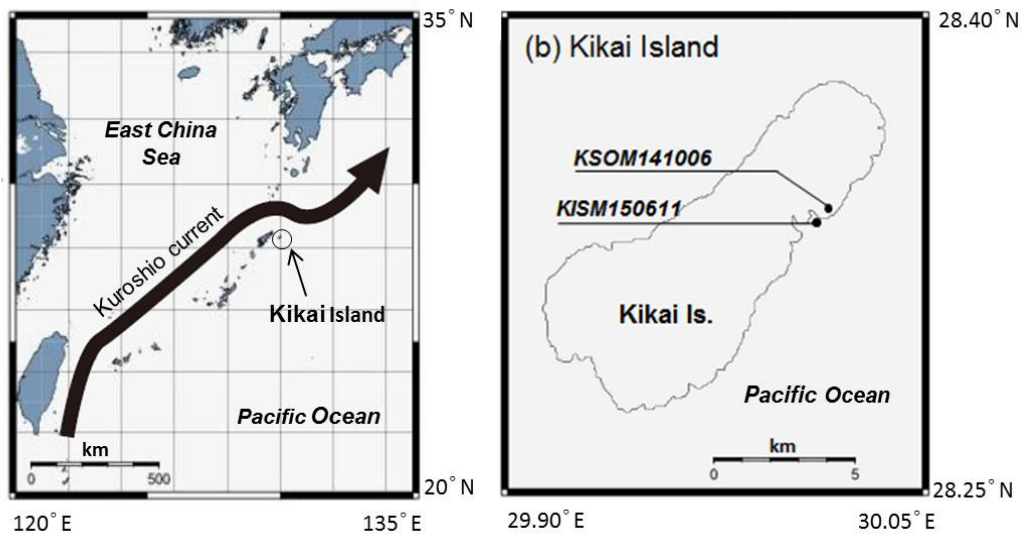 35°N
East China
Sea
Kuroshio current
Kikai Island
Pacific Ocean
km
0 500
20°N
120°E 135°E
28.40°N
(b) Kikai Island
KSOM141006
KISM150611
Kikai Is.
Pacific Ocean
km
0 5
28.25°N
29.90°E 30.05°E